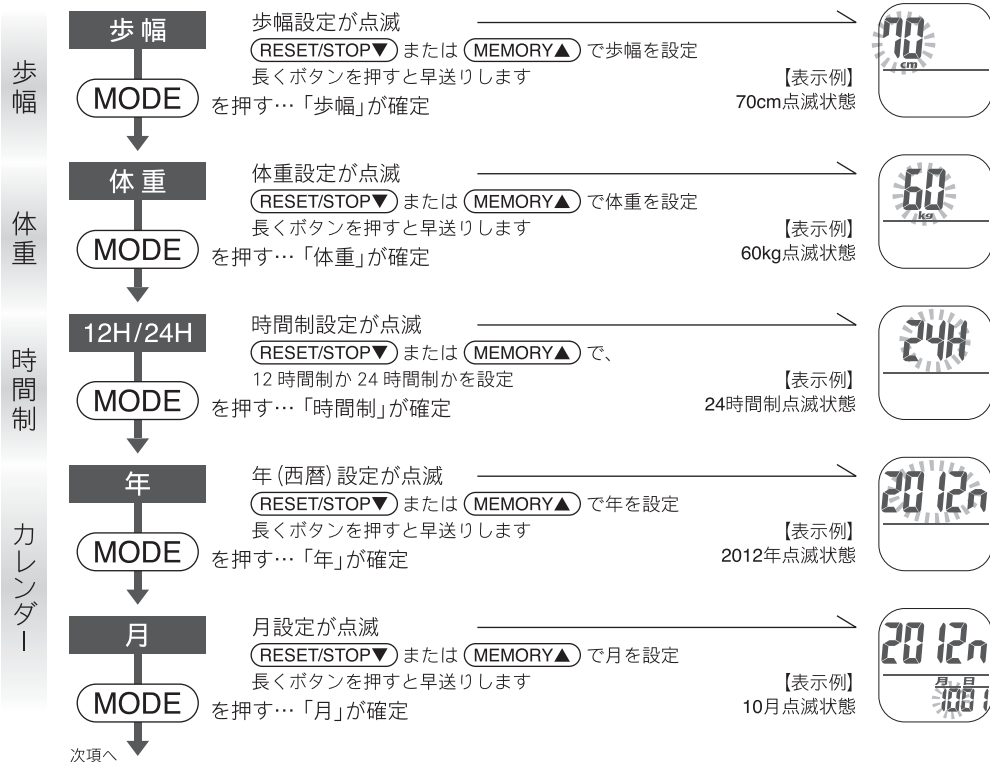 歩幅
歩幅
歩幅設定が点滅
RESET/STOP▼ または MEMORY▲ で歩幅を設定
長くボタンを押すと早送りします
MODE を押す…「歩幅」が確定
【表示例】
70cm点滅状態
70
cm
体重
体重
体重設定が点滅
RESET/STOP▼ または MEMORY▲ で体重を設定
長くボタンを押すと早送りします
MODE を押す…「体重」が確定
【表示例】
60kg点滅状態
60
kg
時間制
12H/24H
時間制設定が点滅
RESET/STOP▼ または MEMORY▲ で、
12 時間制か 24 時間制かを設定
MODE を押す…「時間制」が確定
【表示例】
24時間制点滅状態
24H
カレンダー
年
年 (西暦) 設定が点滅
RESET/STOP▼ または MEMORY▲ で年を設定
長くボタンを押すと早送りします
MODE を押す…「年」が確定
【表示例】
2012年点滅状態
2012n
月
月設定が点滅
RESET/STOP▼ または MEMORY▲ で月を設定
長くボタンを押すと早送りします
MODE を押す…「月」が確定
【表示例】
10月点滅状態
2012n
月 日
次項へ